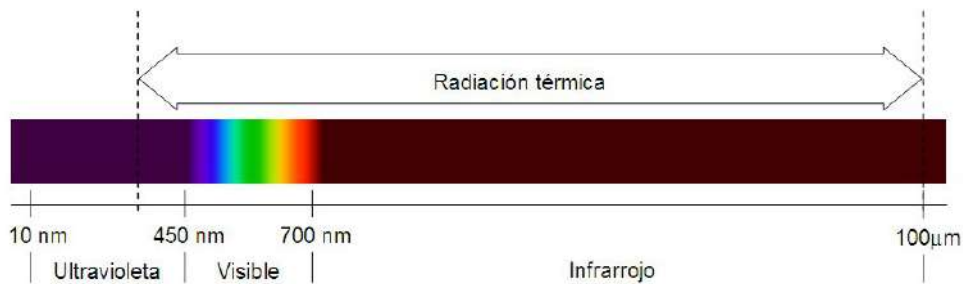 Radiación térmica
10 nm 450 nm 700 nm 100μm
Ultravioleta Visible Infrarrojo